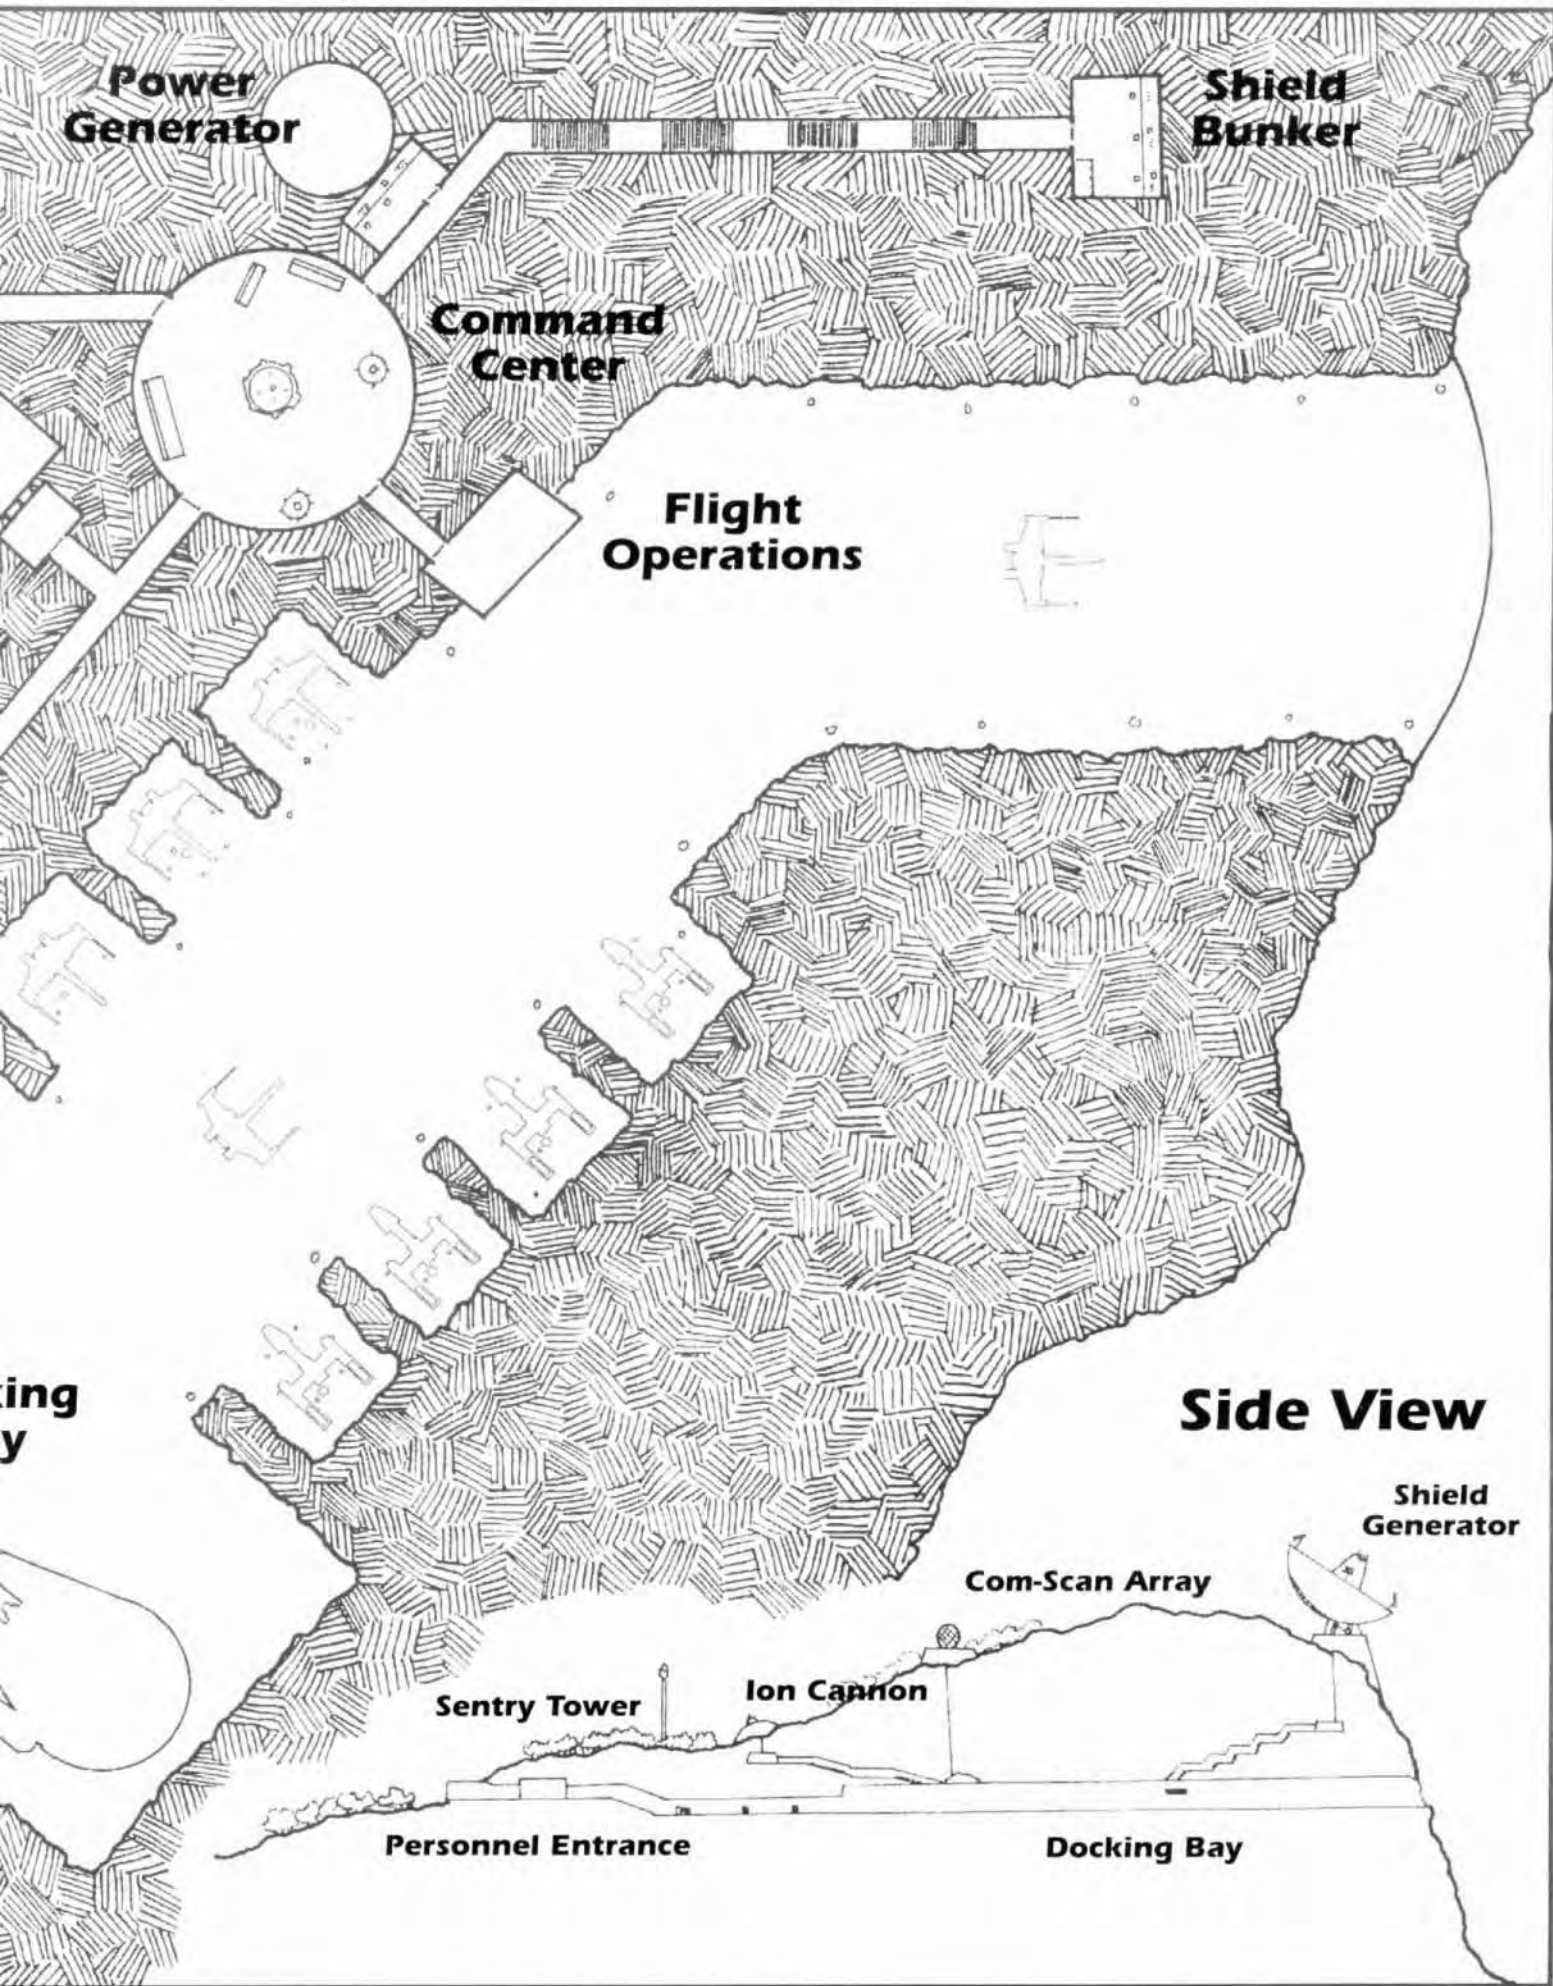 Power
Generator
Shield
Bunker
Command
Center
Flight
Operations
king
y
Side View
Shield
Generator
Com-Scan Array
Sentry Tower
Ion Cannon
Personnel Entrance
Docking Bay